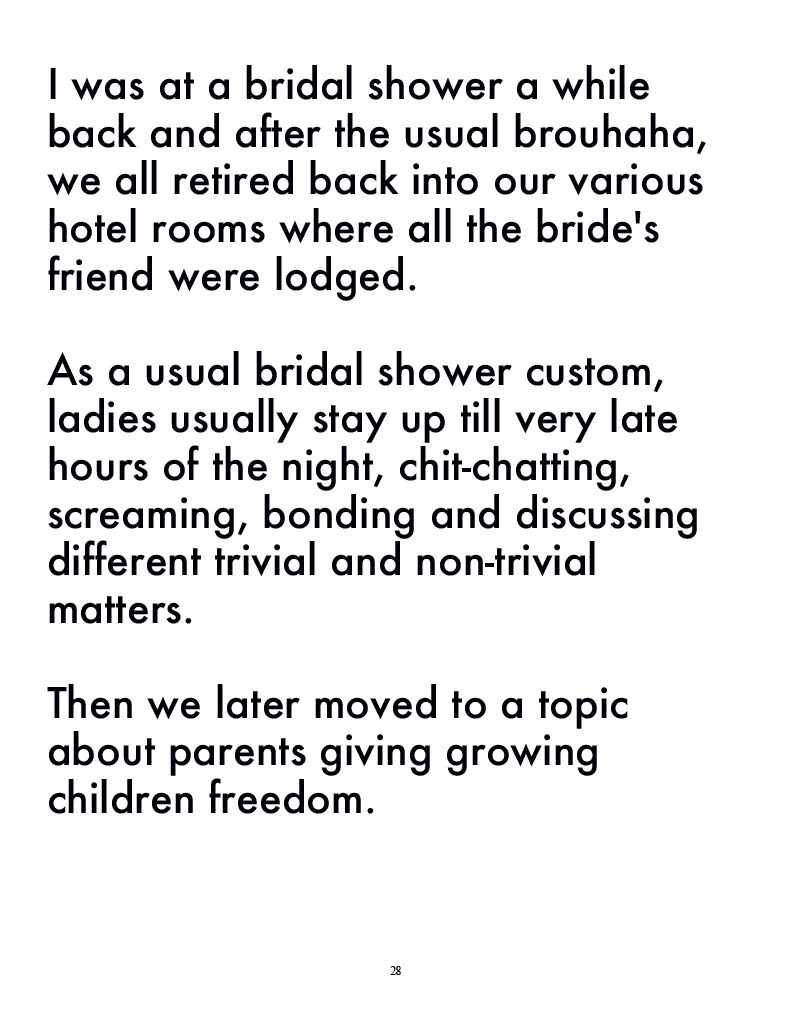 I was at a bridal shower a while
back and after the usual brouhaha,
we all retired back into our various
hotel rooms where all the bride's
friend were lodged.
As a usual bridal shower custom,
ladies usually stay up till very late
hours of the night, chit-chatting,
screaming, bonding and discussing
different trivial and non-trivial
matters.
Then we later moved to a topic
about parents giving growing
children freedom.
28